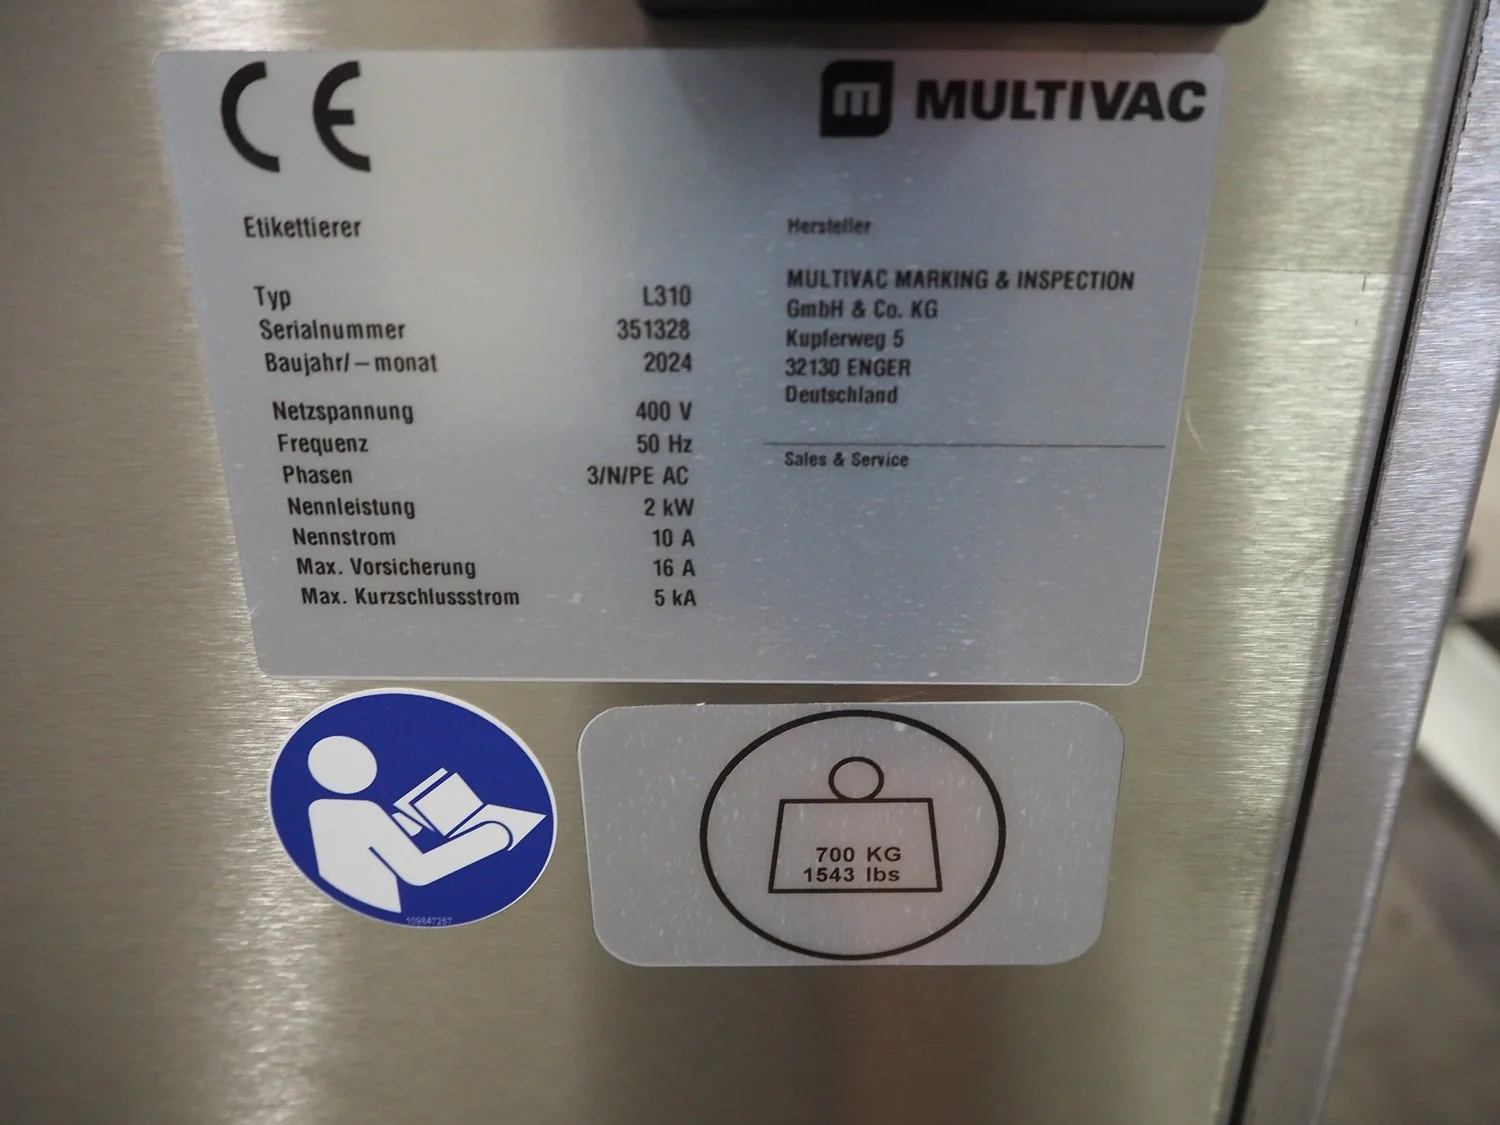 CE
MULTIVAC
Etikettierer
Typ L310
Serialnummer 351328
Baujahr/–monat 2024
Netzspannung 400 V
Frequenz 50 Hz
Phasen 3/N/PE AC
Nennleistung 2 kW
Nennstrom 10 A
Max. Vorsicherung 16 A
Max. Kurzschlussstrom 5 kA
Hersteller
MULTIVAC MARKING & INSPECTION
GmbH & Co. KG
Kupferweg 5
32130 ENGER
Deutschland
Sales & Service
109847257
700 KG
1543 lbs